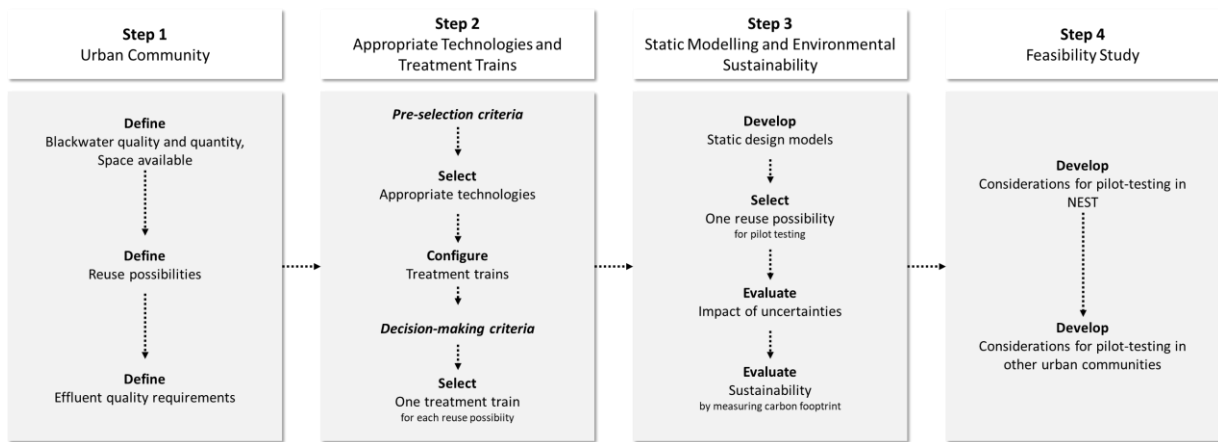 Step 1
Urban Community
Define
Blackwater quality and quantity,
Space available
Define
Reuse possibilities
Define
Effluent quality requirements
Step 2
Appropriate Technologies and
Treatment Trains
Pre-selection criteria
Select
Appropriate technologies
Configure
Treatment trains
Decision-making criteria
Select
One treatment train
for each reuse possibiity
Step 3
Static Modelling and Environmental
Sustainability
Develop
Static design models
Select
One reuse possibility
for pilot testing
Evaluate
Impact of uncertainties
Evaluate
Sustainability
by measuring carbon fooptrint
Step 4
Feasibility Study
Develop
Considerations for pilot-testing in
NEST
Develop
Considerations for pilot-testing in
other urban communities